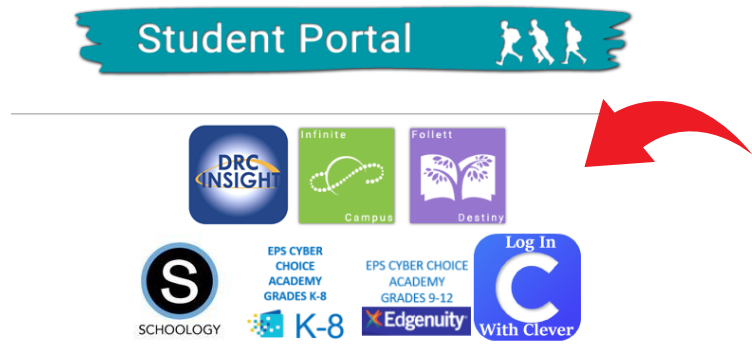 Student Portal
DRC
INSIGHT
Infinite
Campus
Follett
Destiny
S
SCHOOLOGY
EPS CYBER
CHOICE
ACADEMY
GRADES K-8
K-8
EPS CYBER CHOICE
ACADEMY
GRADES 9-12
Edgenuity
Log In
C
With Clever